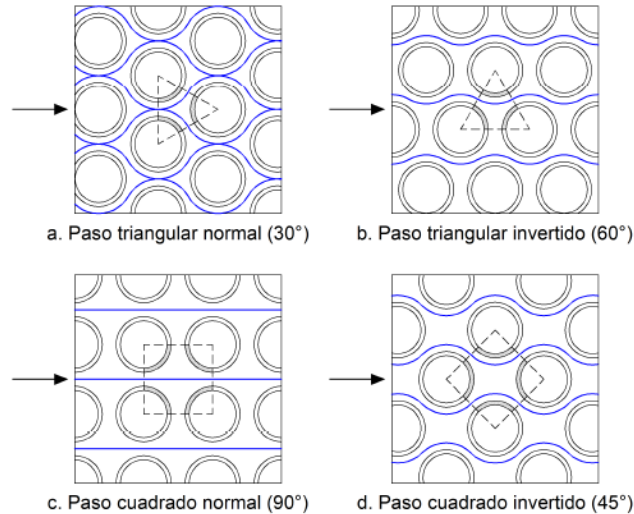 a. Paso triangular normal (30°)
b. Paso triangular invertido (60°)
c. Paso cuadrado normal (90°)
d. Paso cuadrado invertido (45°)